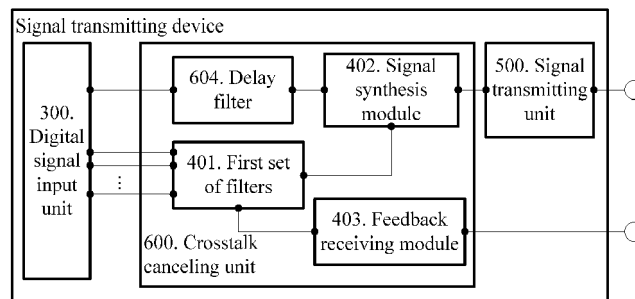 Signal transmitting device
300.
Digital
signal
input
unit
604. Delay
filter
402. Signal
synthesis
module
500. Signal
transmitting
unit
401. First set
of filters
403. Feedback
receiving module
600. Crosstalk
canceling unit